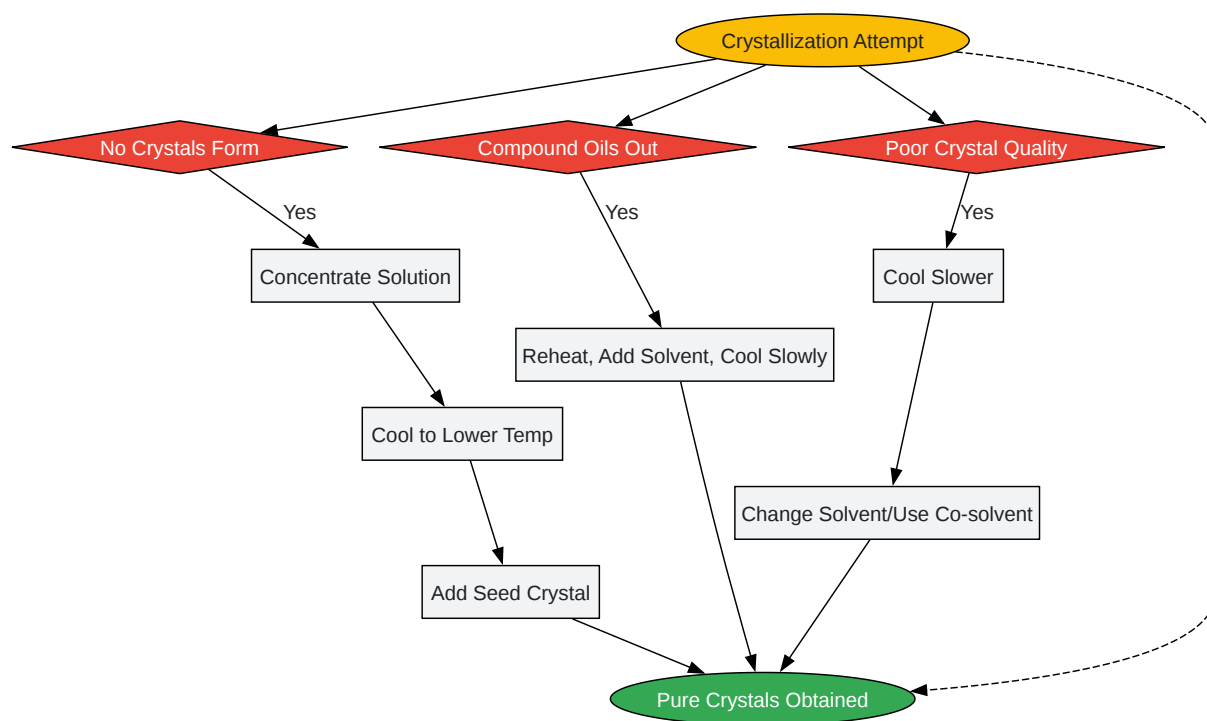 Crystallization Attempt
No Crystals Form
Compound Oils Out
Poor Crystal Quality
Yes
Yes
Yes
Concentrate Solution
Cool Slower
Reheat, Add Solvent, Cool Slowly
Cool to Lower Temp
Change Solvent/Use Co-solvent
Add Seed Crystal
Pure Crystals Obtained